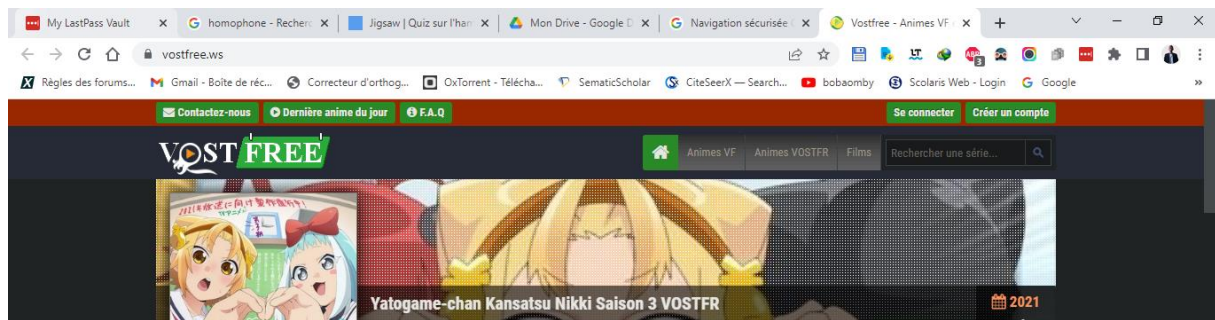 My LastPass Vault
homophone - Recherc
Jigsaw | Quiz sur l'ham
Mon Drive - Google D
Navigation sécurisée
Vostfree - Animes VF
vostfree.ws
Règles des forums...
Gmail - Boîte de réc...
Correcteur d'orthog...
OxTorrent - Télécha...
SematicScholar
CiteSeerX — Search...
bobaomby
Scolaris Web - Login
Google
Contactez-nous
Dernière anime du jour
F.A.Q
Se connecter
Créer un compte
VOSTFREE
Animes VF
Animes VOSTFR
Films
Rechercher une série...
Yatogame-chan Kansatsu Nikki Saison 3 VOSTFR
2021